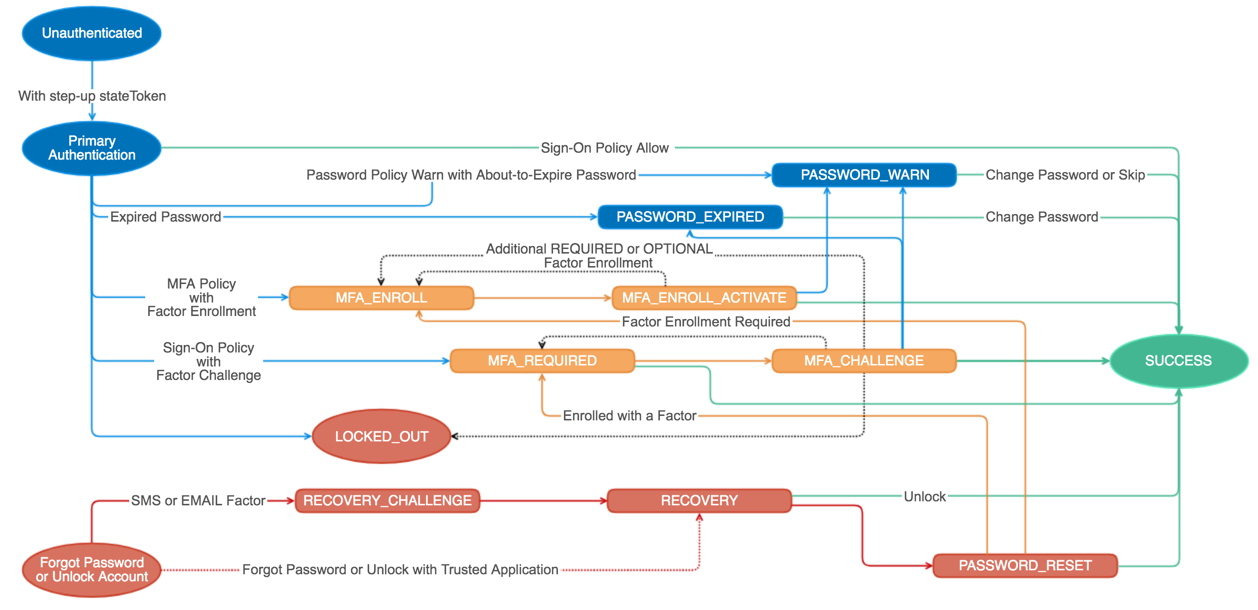 Unauthenticated
With step-up stateToken
Primary
Authentication
Sign-On Policy Allow
Password Policy Warn with About-to-Expire Password
PASSWORD_WARN
Change Password or Skip
Expired Password
PASSWORD_EXPIRED
Change Password
Additional REQUIRED or OPTIONAL
Factor Enrollment
MFA Policy
with
Factor Enrollment
MFA_ENROLL
MFA_ENROLL_ACTIVATE
Factor Enrollment Required
Sign-On Policy
with
Factor Challenge
MFA_REQUIRED
MFA_CHALLENGE
SUCCESS
Enrolled with a Factor
LOCKED_OUT
SMS or EMAIL Factor
RECOVERY_CHALLENGE
RECOVERY
Unlock
Forgot Password
or Unlock Account
Forgot Password or Unlock with Trusted Application
PASSWORD_RESET